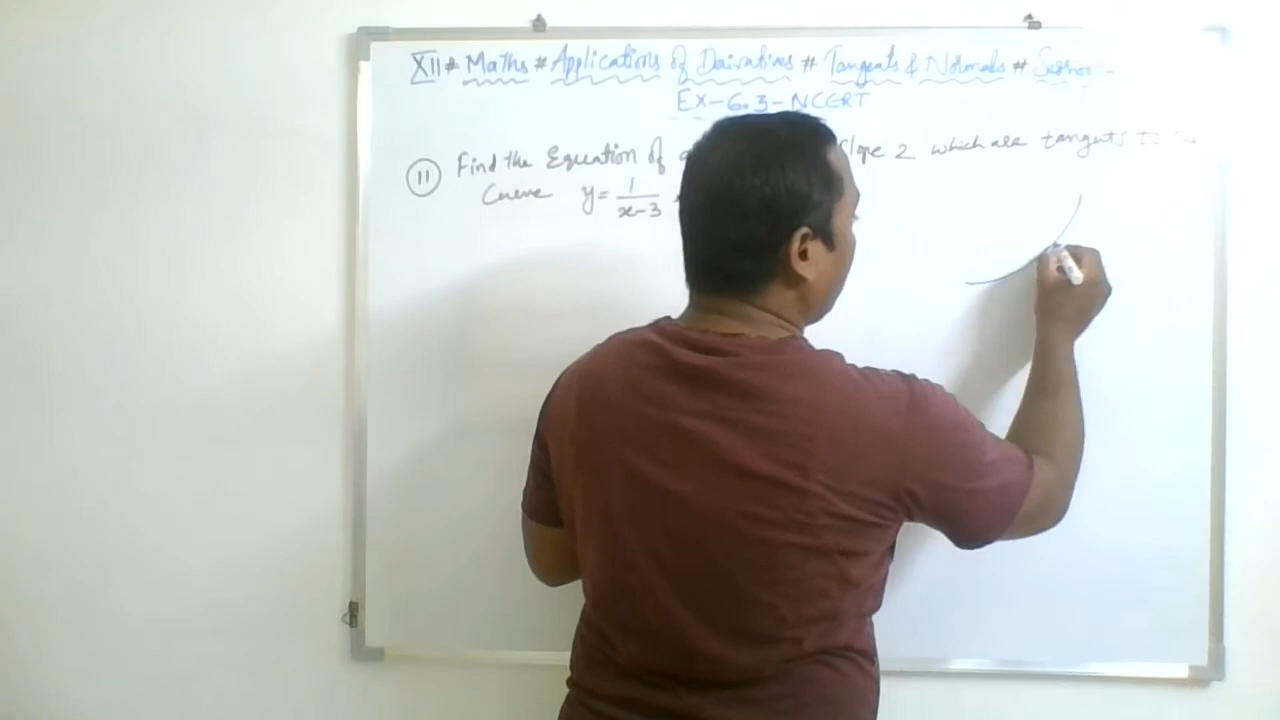 XII # Maths # Applications of Derivatives # Tangents & Normals #
EX-6.3-NCERT
11 Find the Equation of Slope 2 which are tangents to
Curve y = 1/(x-3)